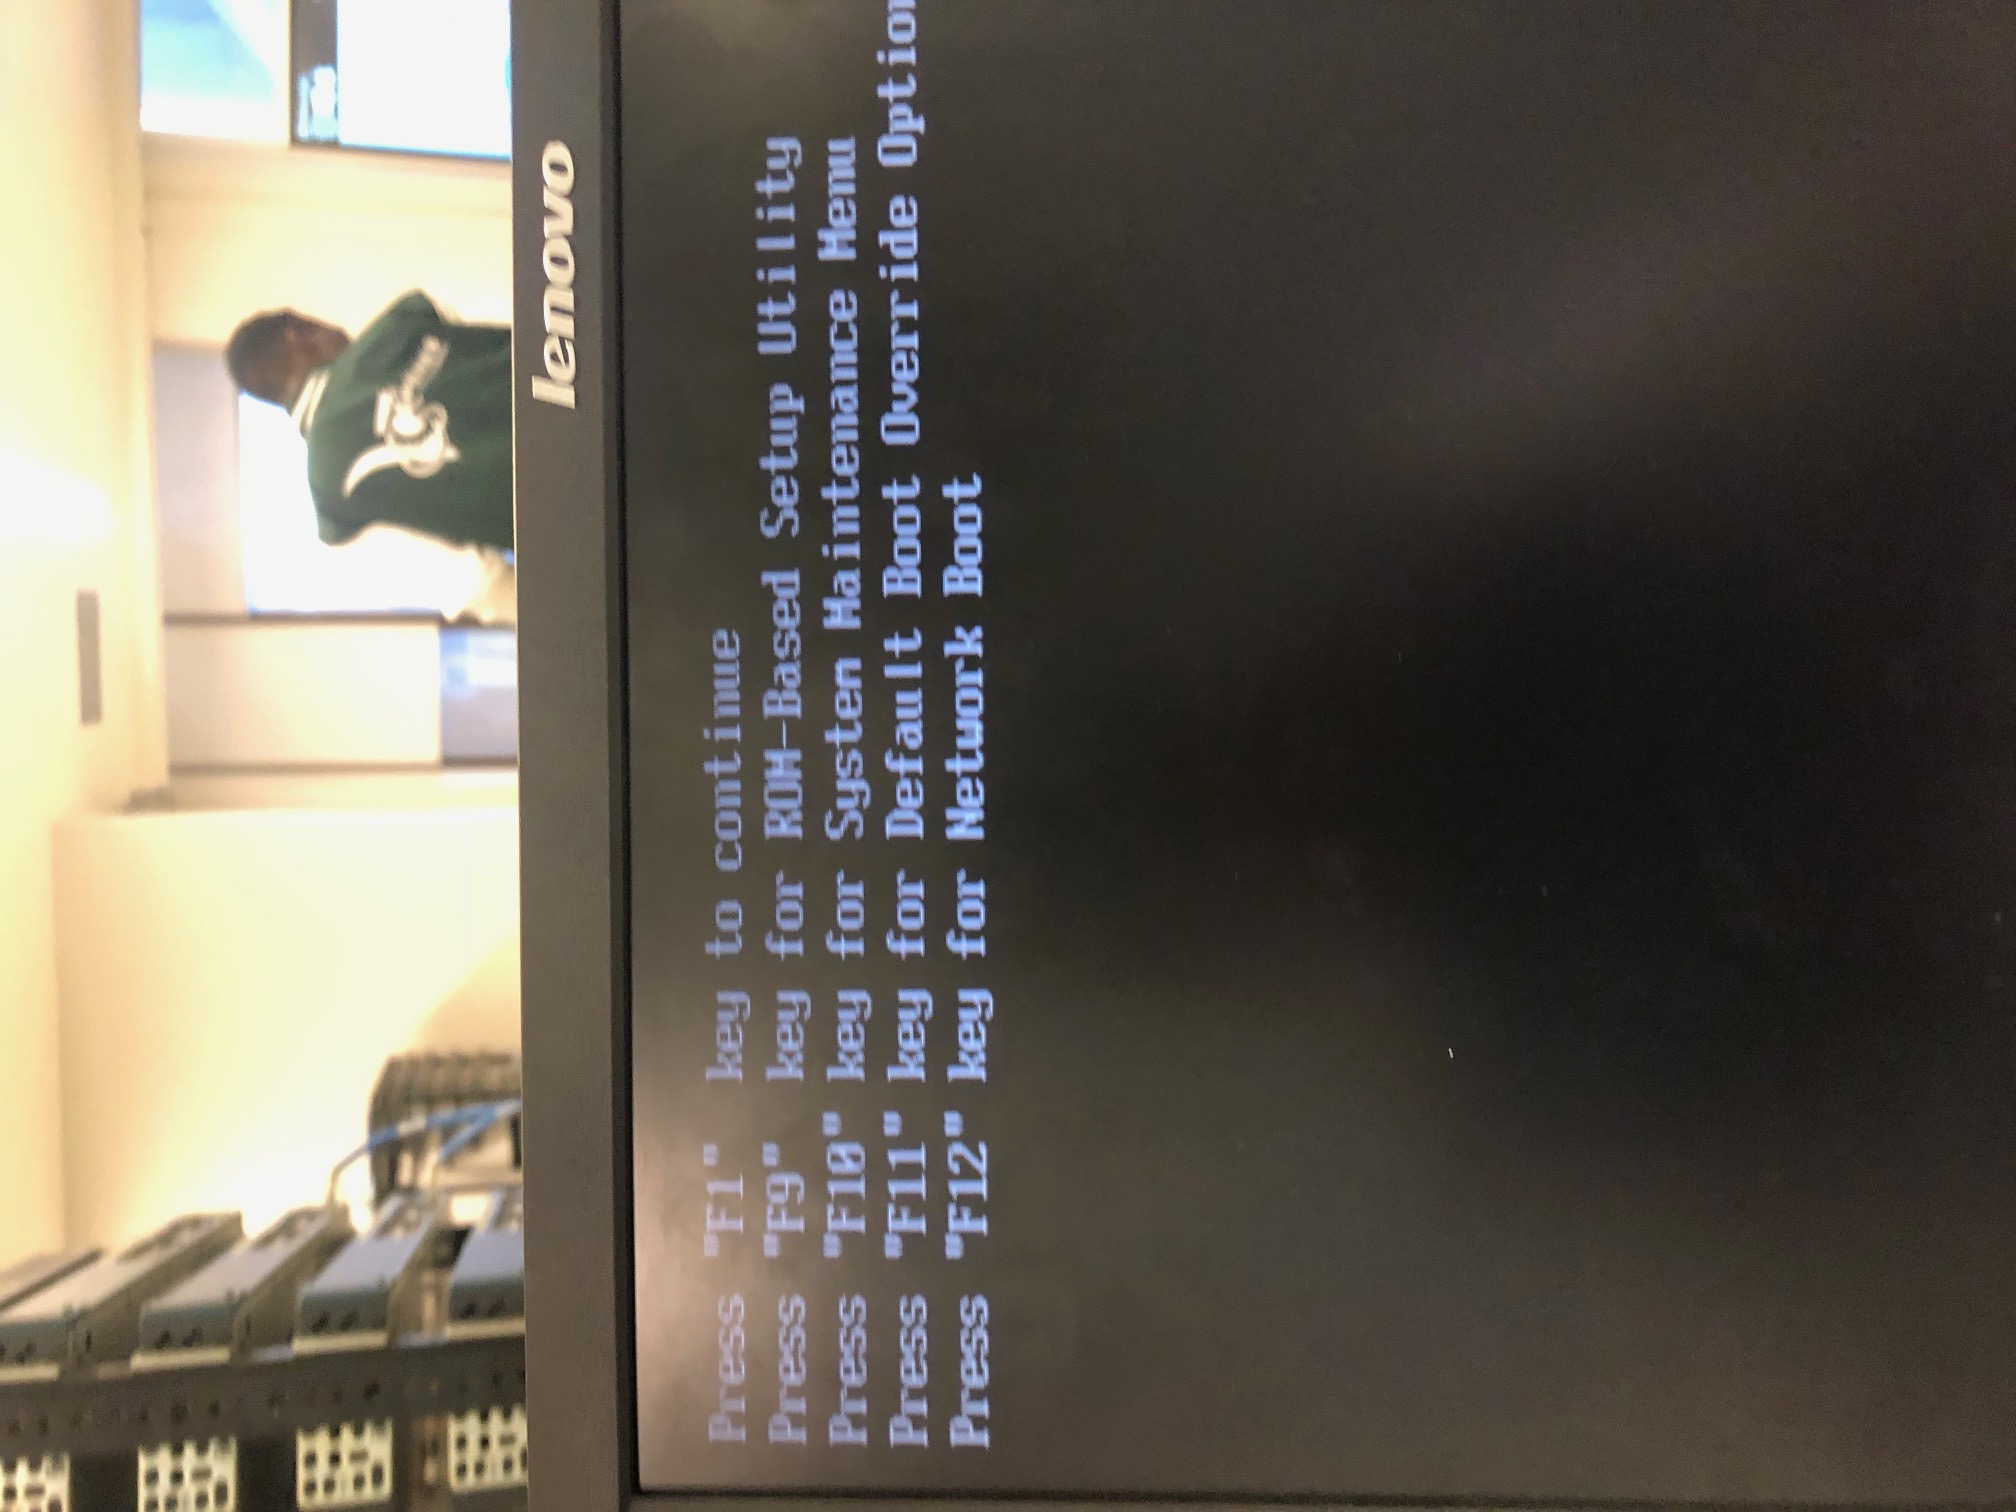 lenovo
Press "F1"  key to continue
Press "F9"  key for ROM-Based Setup Utility
Press "F10" key for System Maintenance Menu
Press "F11" key for Default Boot Override Option
Press "F12" key for Network Boot